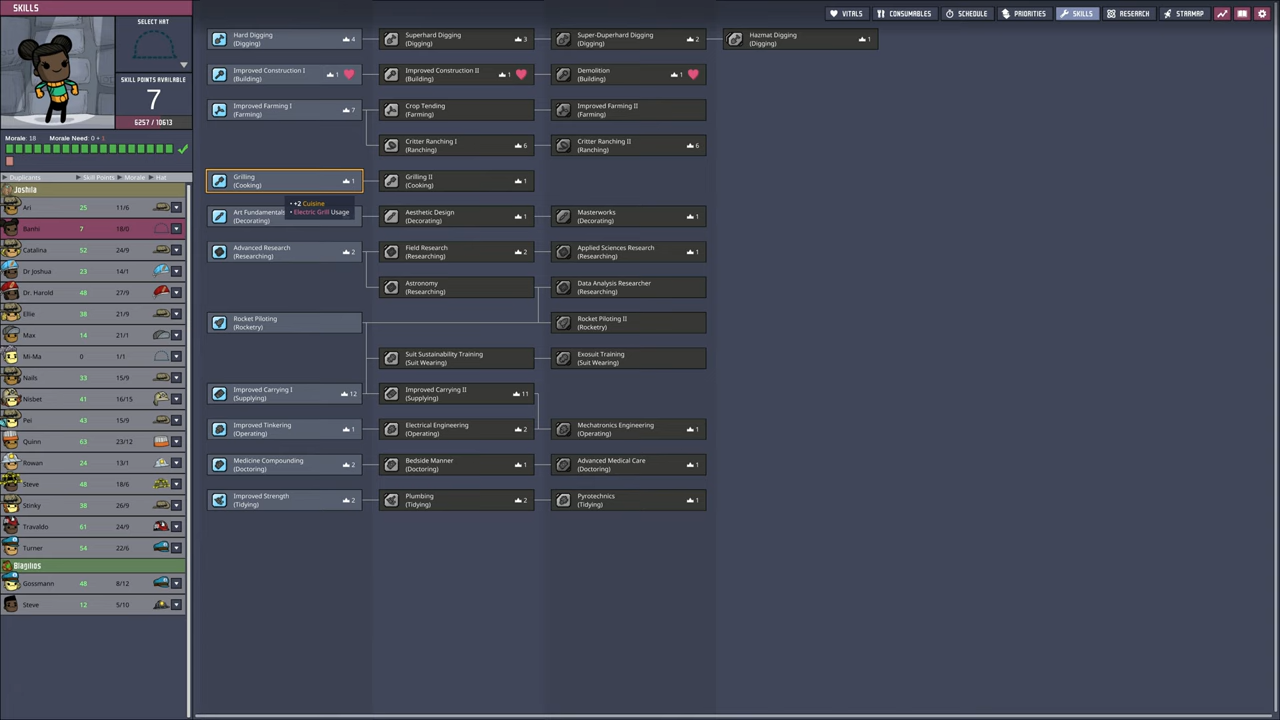 SKILLS
VITALS
CONSUMABLES
SCHEDULE
PRIORITIES
SKILLS
RESEARCH
STARMAP
SELECT HAT
SKILL POINTS AVAILABLE
7
6257 / 10613
Morale: 18 Morale Need: 0 + 1
Duplicants Skill Points Morale Hat
Joshila
Ari 25 11/6
Banhi 7 18/0
Catalina 52 24/9
Dr Joshua 23 14/1
Dr. Harold 48 27/9
Ellie 38 21/9
Max 14 21/1
Mi-Ma 0 1/1
Nails 33 15/9
Nisbet 41 16/15
Pei 43 15/9
Quinn 63 23/12
Rowan 24 13/1
Steve 48 18/6
Stinky 38 26/9
Travaldo 61 24/9
Turner 54 22/6
Blagilios
Gossmann 48 8/12
Steve 12 5/10
Hard Digging
(Digging) 4
Superhard Digging
(Digging) 3
Super-Duperhard Digging
(Digging) 2
Hazmat Digging
(Digging) 1
Improved Construction I
(Building) 1
Improved Construction II
(Building) 1
Demolition
(Building) 1
Improved Farming I
(Farming) 7
Crop Tending
(Farming)
Improved Farming II
(Farming)
Critter Ranching I
(Ranching) 6
Critter Ranching II
(Ranching) 6
Grilling
(Cooking) 1
Grilling II
(Cooking) 1
• +2 Cuisine
• Electric Grill Usage
Art Fundamentals
(Decorating)
Aesthetic Design
(Decorating) 1
Masterworks
(Decorating) 1
Advanced Research
(Researching) 2
Field Research
(Researching) 2
Applied Sciences Research
(Researching) 1
Astronomy
(Researching)
Data Analysis Researcher
(Researching)
Rocket Piloting
(Rocketry)
Rocket Piloting II
(Rocketry)
Suit Sustainability Training
(Suit Wearing)
Exosuit Training
(Suit Wearing)
Improved Carrying I
(Supplying) 12
Improved Carrying II
(Supplying) 11
Improved Tinkering
(Operating) 1
Electrical Engineering
(Operating) 2
Mechatronics Engineering
(Operating) 1
Medicine Compounding
(Doctoring) 2
Bedside Manner
(Doctoring) 1
Advanced Medical Care
(Doctoring) 1
Improved Strength
(Tidying) 2
Plumbing
(Tidying) 2
Pyrotechnics
(Tidying) 1